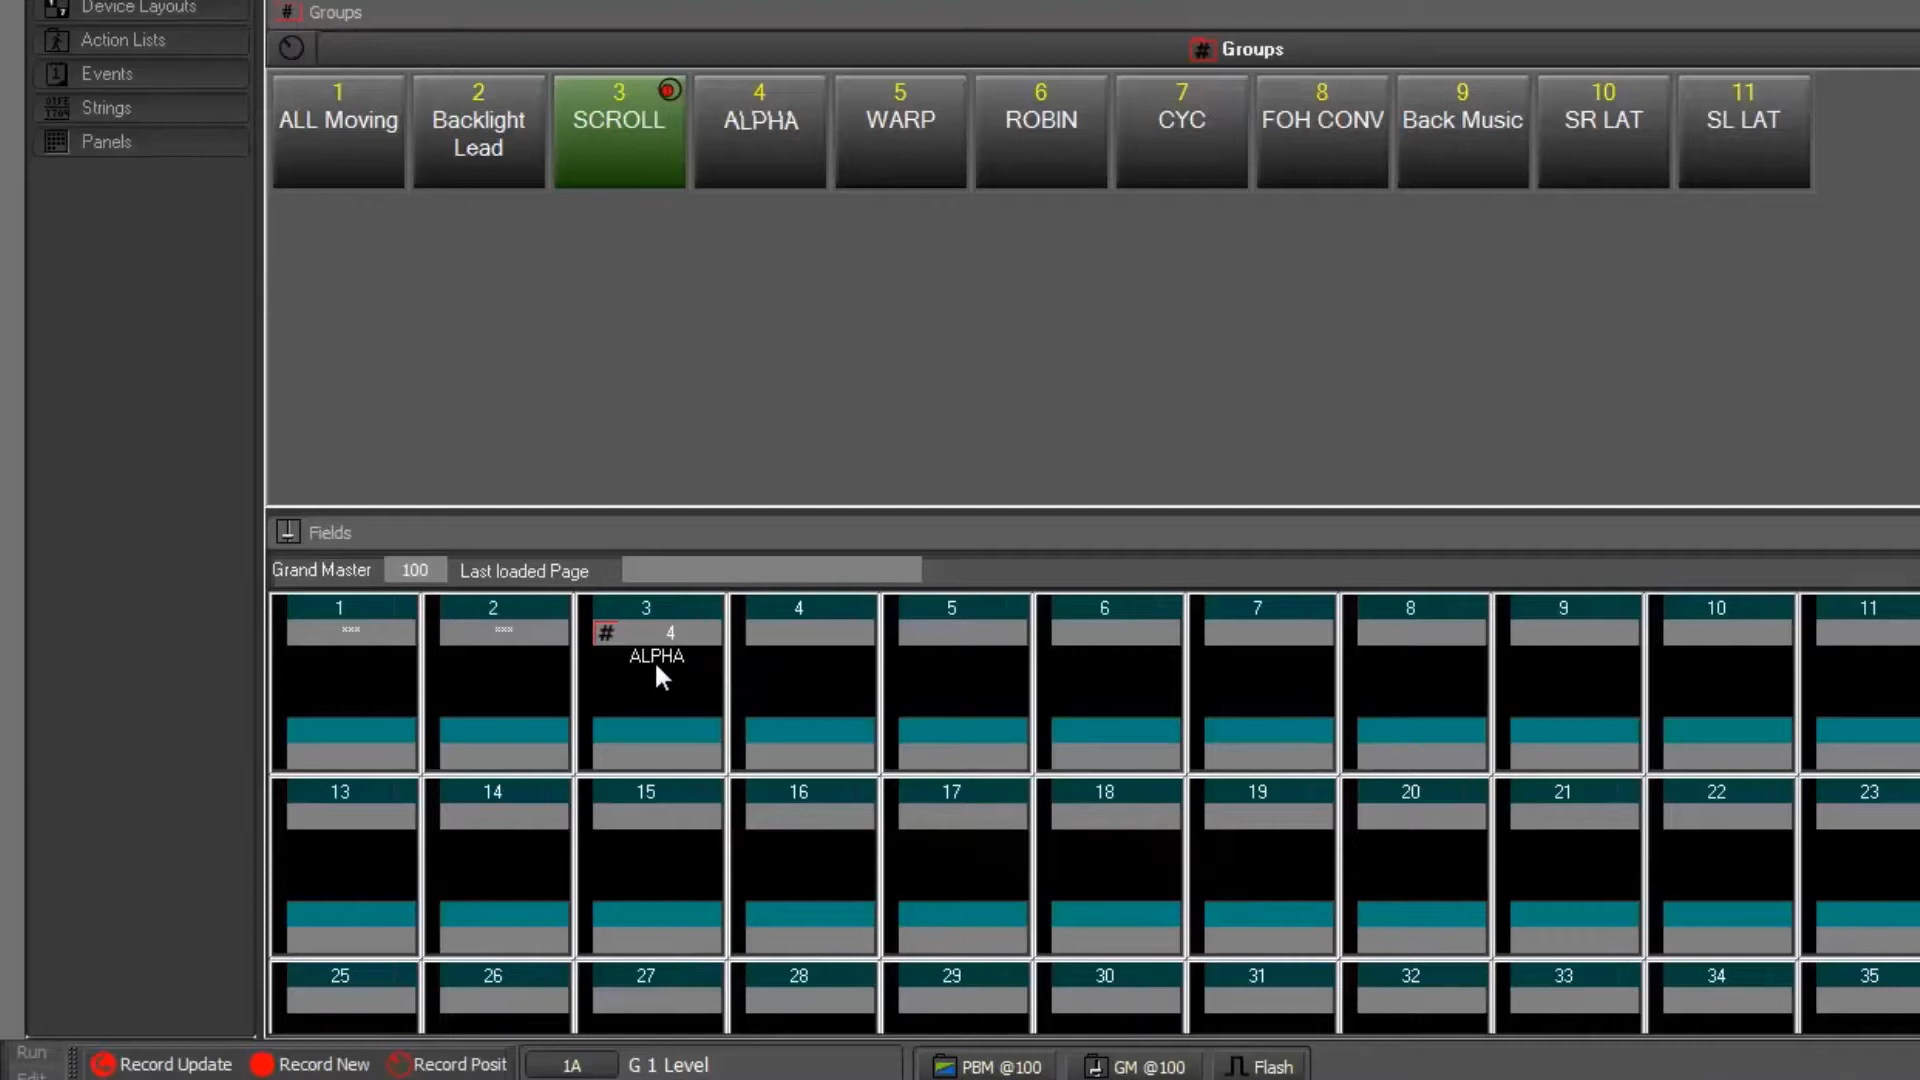 Device Layouts
Action Lists
Events
Strings
Panels
# Groups
# Groups
1 2 3 4 5 6 7 8 9 10 11
ALL Moving Backlight Lead SCROLL ALPHA WARP ROBIN CYC FOH CONV Back Music SR LAT SL LAT
Fields
Grand Master 100 Last loaded Page
1 2 3 4 5 6 7 8 9 10 11
*** *** # 4
ALPHA
13 14 15 16 17 18 19 20 21 22 23
25 26 27 28 29 30 31 32 33 34 35
Run
Edit
Record Update Record New Record Posit 1A G 1 Level PBM @100 GM @100 Flash